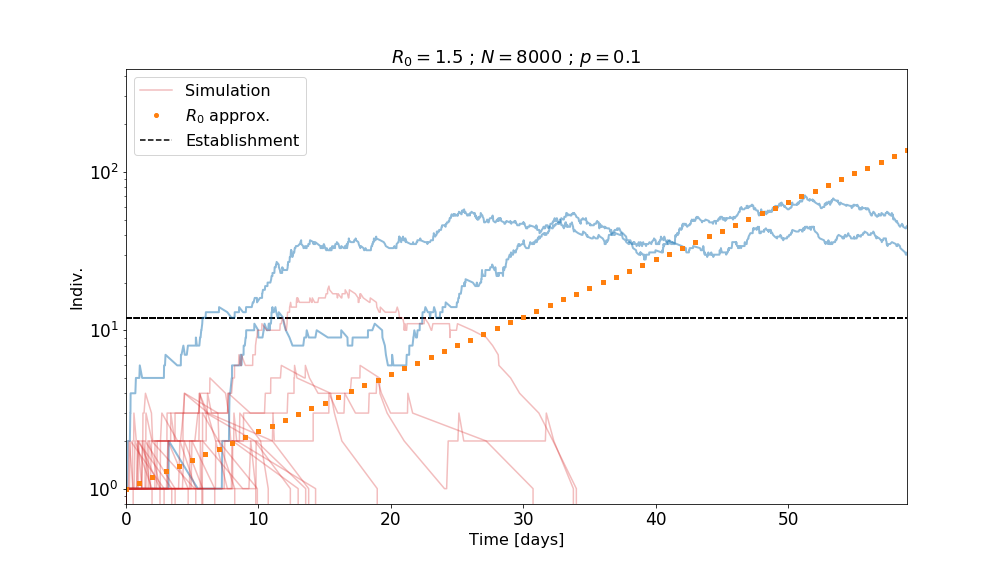 R₀ = 1.5 ; N = 8000 ; p = 0.1
Simulation
R₀ approx.
Establishment
Indiv.
10²
10¹
10⁰
0 10 20 30 40 50
Time [days]